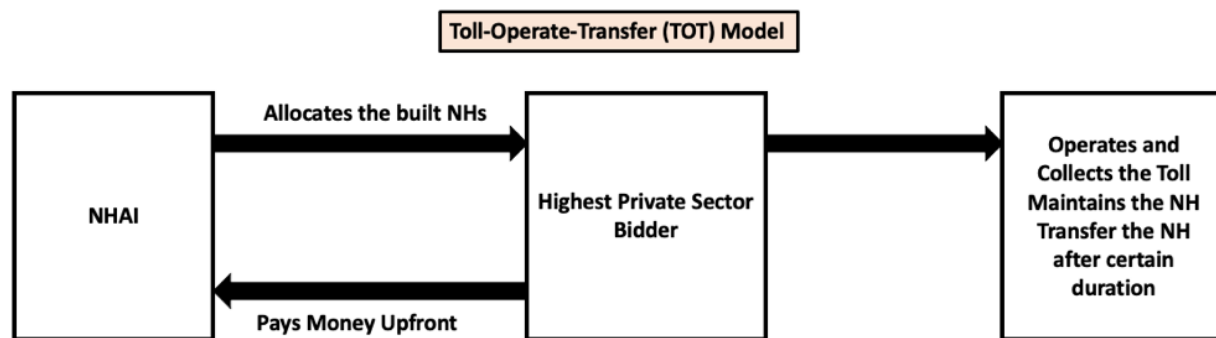 Toll-Operate-Transfer (TOT) Model
Allocates the built NHs
NHAI
Pays Money Upfront
Highest Private Sector
Bidder
Operates and
Collects the Toll
Maintains the NH
Transfer the NH
after certain
duration